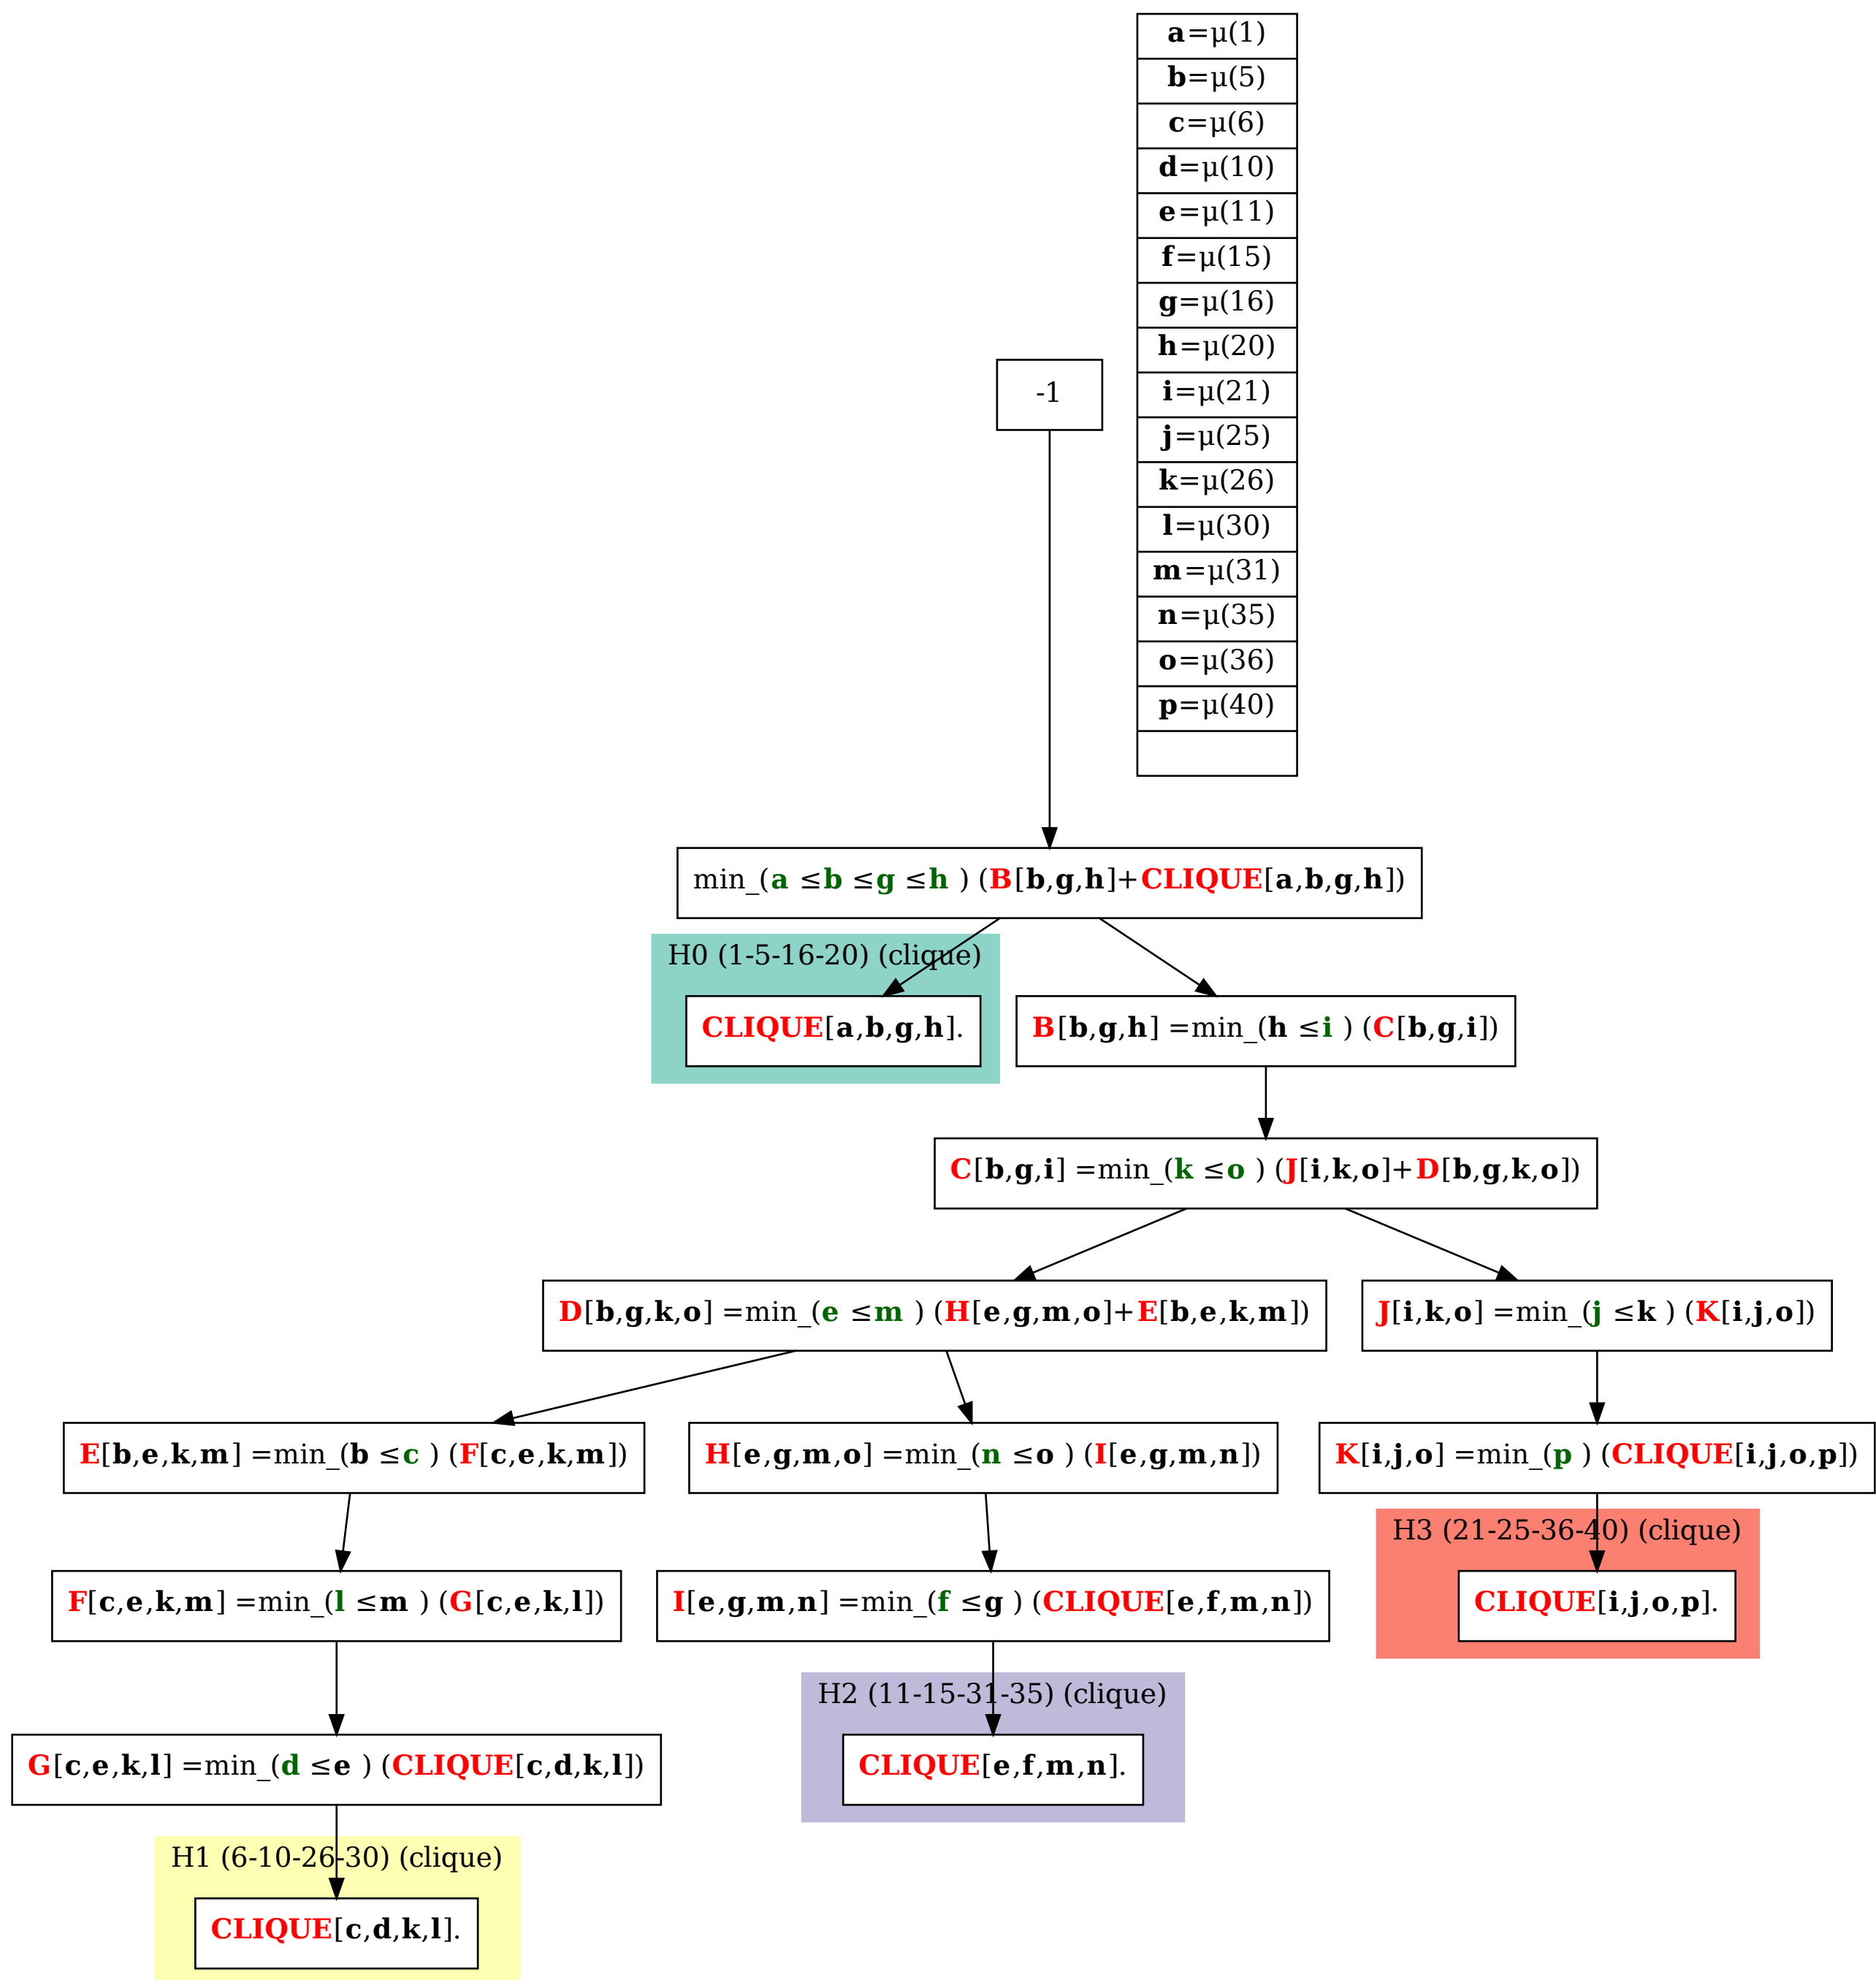 a=µ(1)
b=µ(5)
c=µ(6)
d=µ(10)
e=µ(11)
f=µ(15)
g=µ(16)
h=µ(20)
i=µ(21)
j=µ(25)
k=µ(26)
l=µ(30)
m=µ(31)
n=µ(35)
o=µ(36)
p=µ(40)
-1
min_(a ≤b ≤g ≤h ) (B[b,g,h]+CLIQUE[a,b,g,h])
H0 (1-5-16-20) (clique)
CLIQUE[a,b,g,h].
B[b,g,h] =min_(h ≤i ) (C[b,g,i])
C[b,g,i] =min_(k ≤o ) (J[i,k,o]+D[b,g,k,o])
D[b,g,k,o] =min_(e ≤m ) (H[e,g,m,o]+E[b,e,k,m])
J[i,k,o] =min_(j ≤k ) (K[i,j,o])
E[b,e,k,m] =min_(b ≤c ) (F[c,e,k,m])
H[e,g,m,o] =min_(n ≤o ) (I[e,g,m,n])
K[i,j,o] =min_(p ) (CLIQUE[i,j,o,p])
H3 (21-25-36-40) (clique)
F[c,e,k,m] =min_(l ≤m ) (G[c,e,k,l])
I[e,g,m,n] =min_(f ≤g ) (CLIQUE[e,f,m,n])
CLIQUE[i,j,o,p].
H2 (11-15-31-35) (clique)
G[c,e,k,l] =min_(d ≤e ) (CLIQUE[c,d,k,l])
CLIQUE[e,f,m,n].
H1 (6-10-26-30) (clique)
CLIQUE[c,d,k,l].